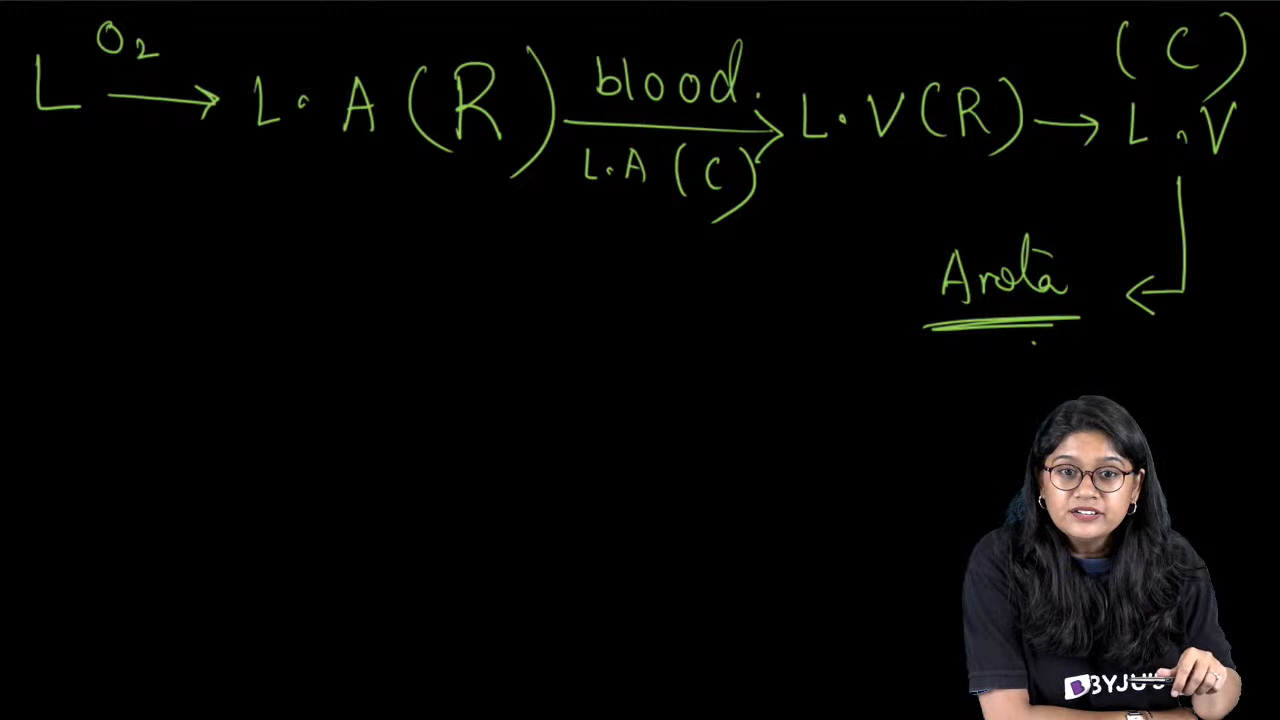 L O2 → L.A (R) blood. L.A (C) → L.V (R) → (C) L.V
Arota
BYJU'S